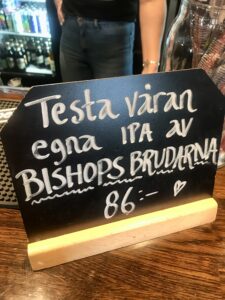 Testa våran
egna IPA av
BISHOPS BRUDARNA
86:-